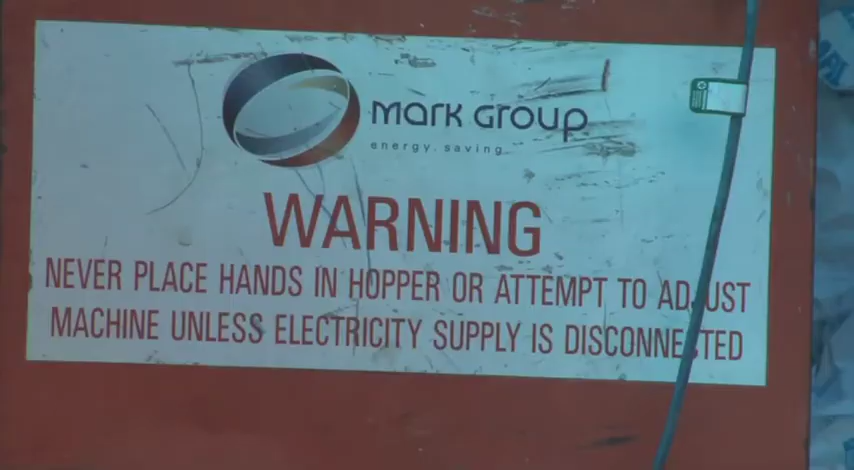 mark group
energy.saving
WARNING
NEVER PLACE HANDS IN HOPPER OR ATTEMPT TO ADJUST
MACHINE UNLESS ELECTRICITY SUPPLY IS DISCONNECTED